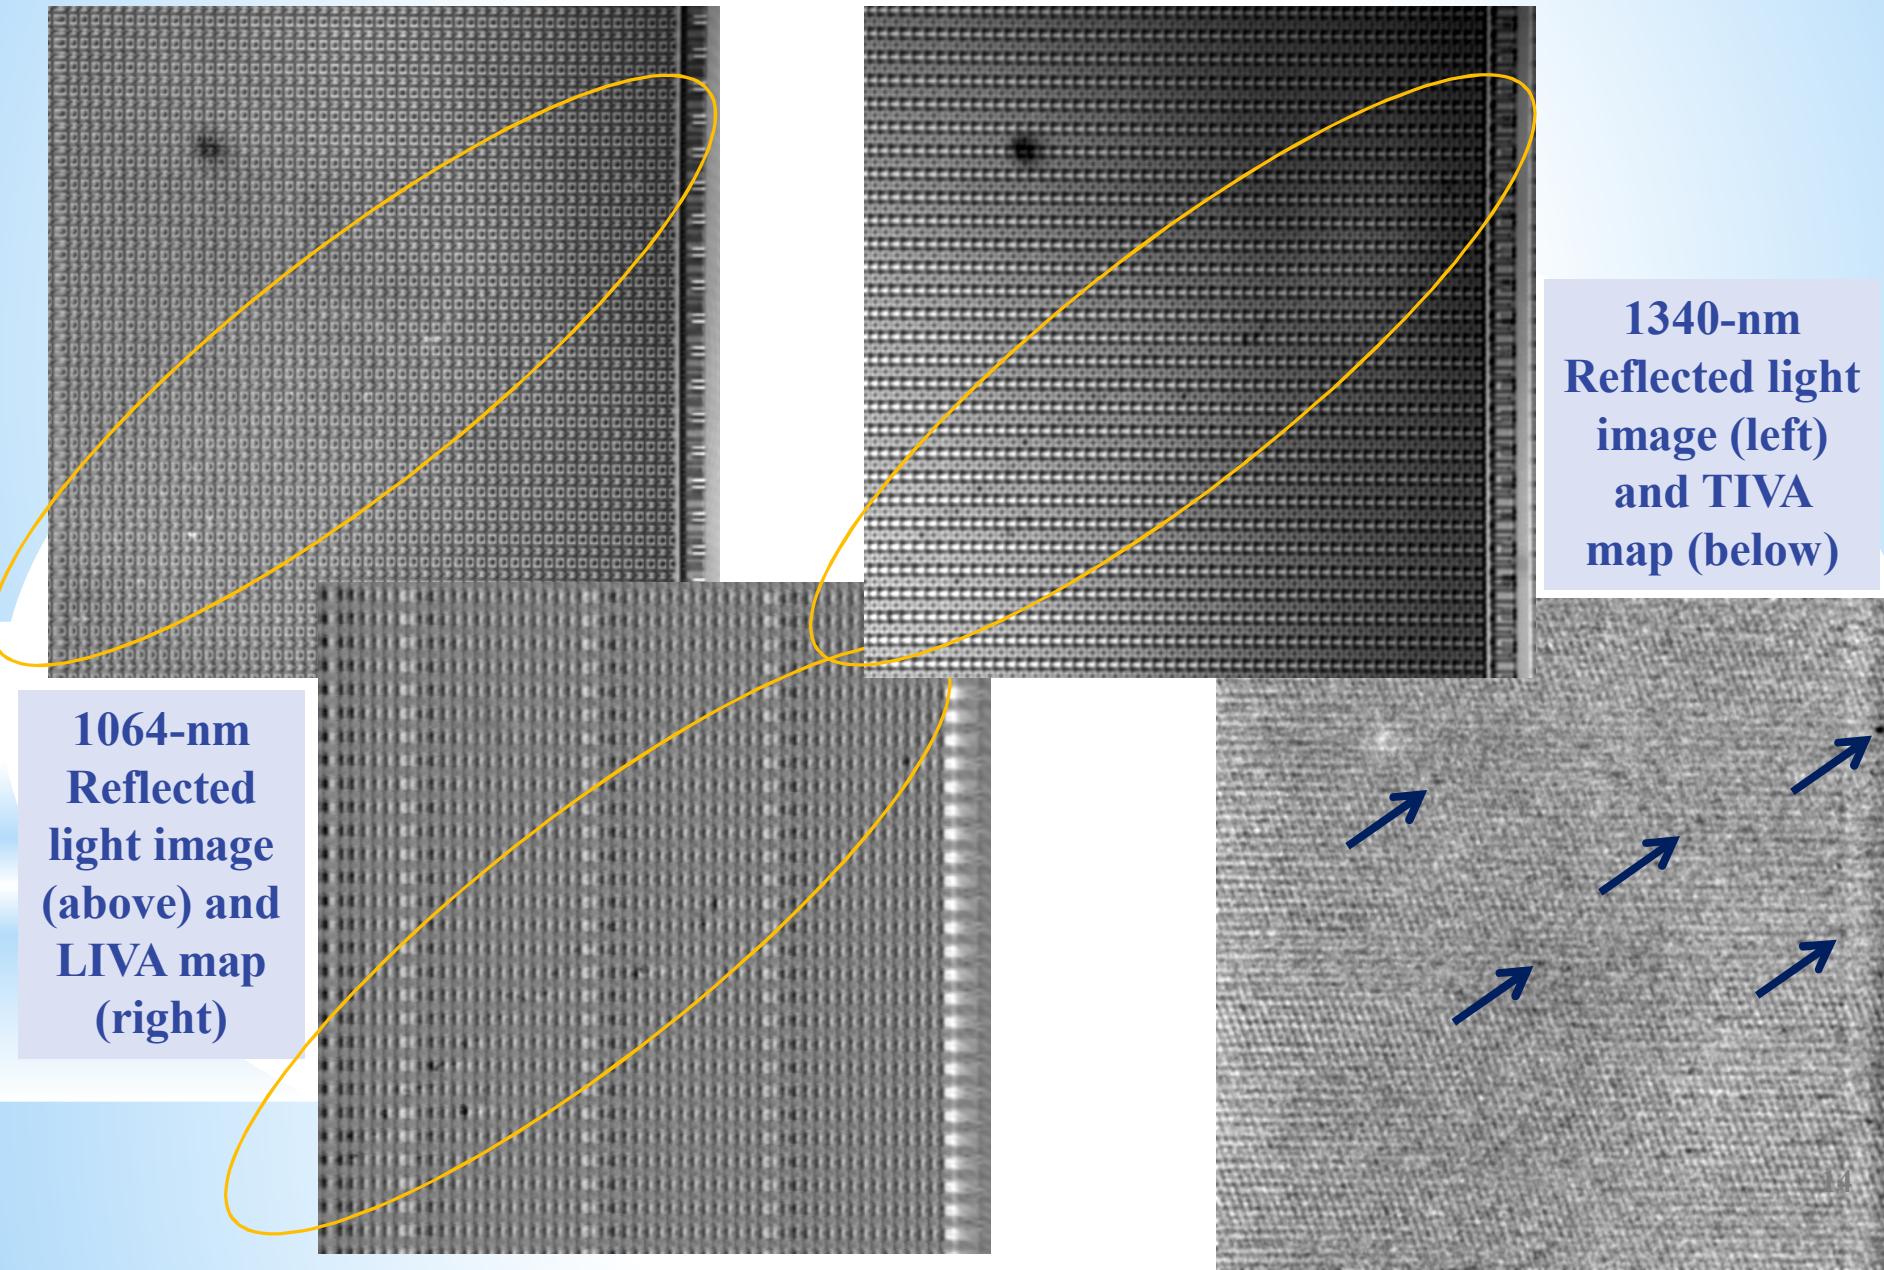 1340-nm
Reflected light
image (left)
and TIVA
map (below)
1064-nm
Reflected
light image
(above) and
LIVA map
(right)
14